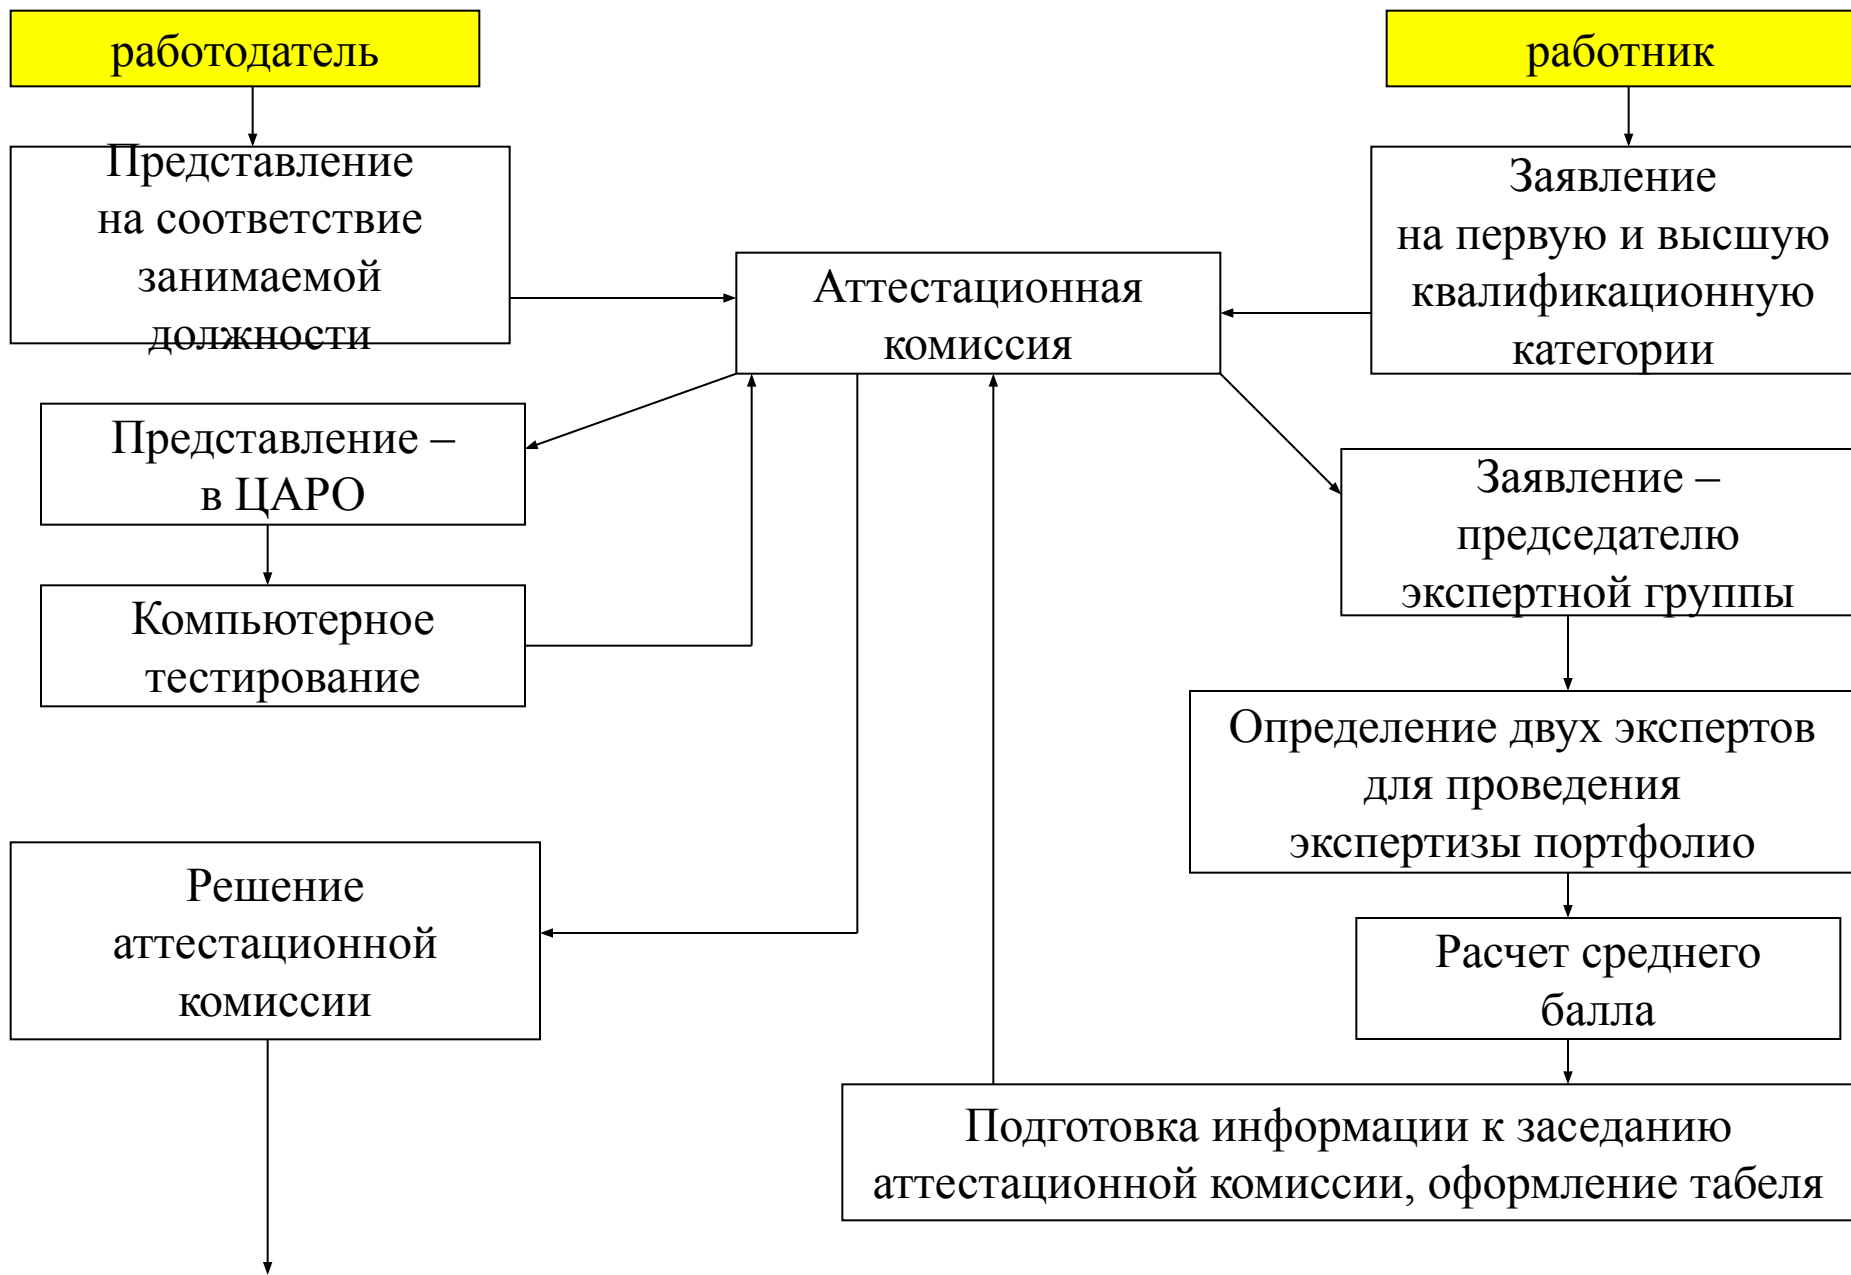 работодатель
работник
Представление
на соответствие
занимаемой
должности
Заявление
на первую и высшую
квалификационную
категории
Аттестационная
комиссия
Представление –
в ЦАРО
Заявление –
председателю
экспертной группы
Компьютерное
тестирование
Определение двух экспертов
для проведения
экспертизы портфолио
Решение
аттестационной
комиссии
Расчет среднего
балла
Подготовка информации к заседанию
аттестационной комиссии, оформление табеля